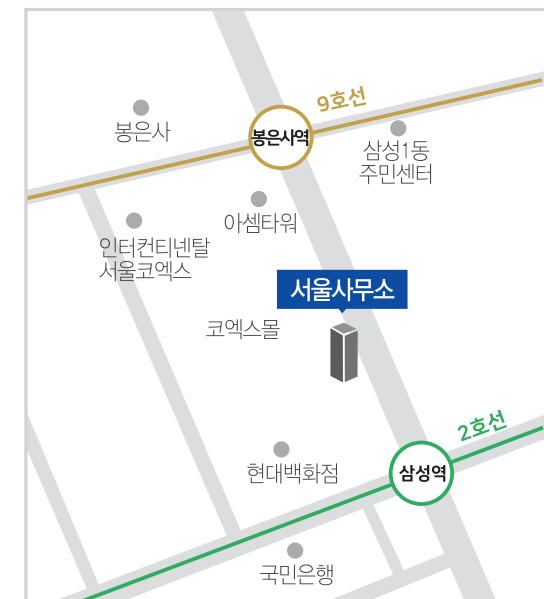 9호선
봉은사
봉은사역
삼성1동
주민센터
아셈타워
인터컨티넨탈
서울코엑스
서울사무소
코엑스몰
2호선
현대백화점
삼성역
국민은행